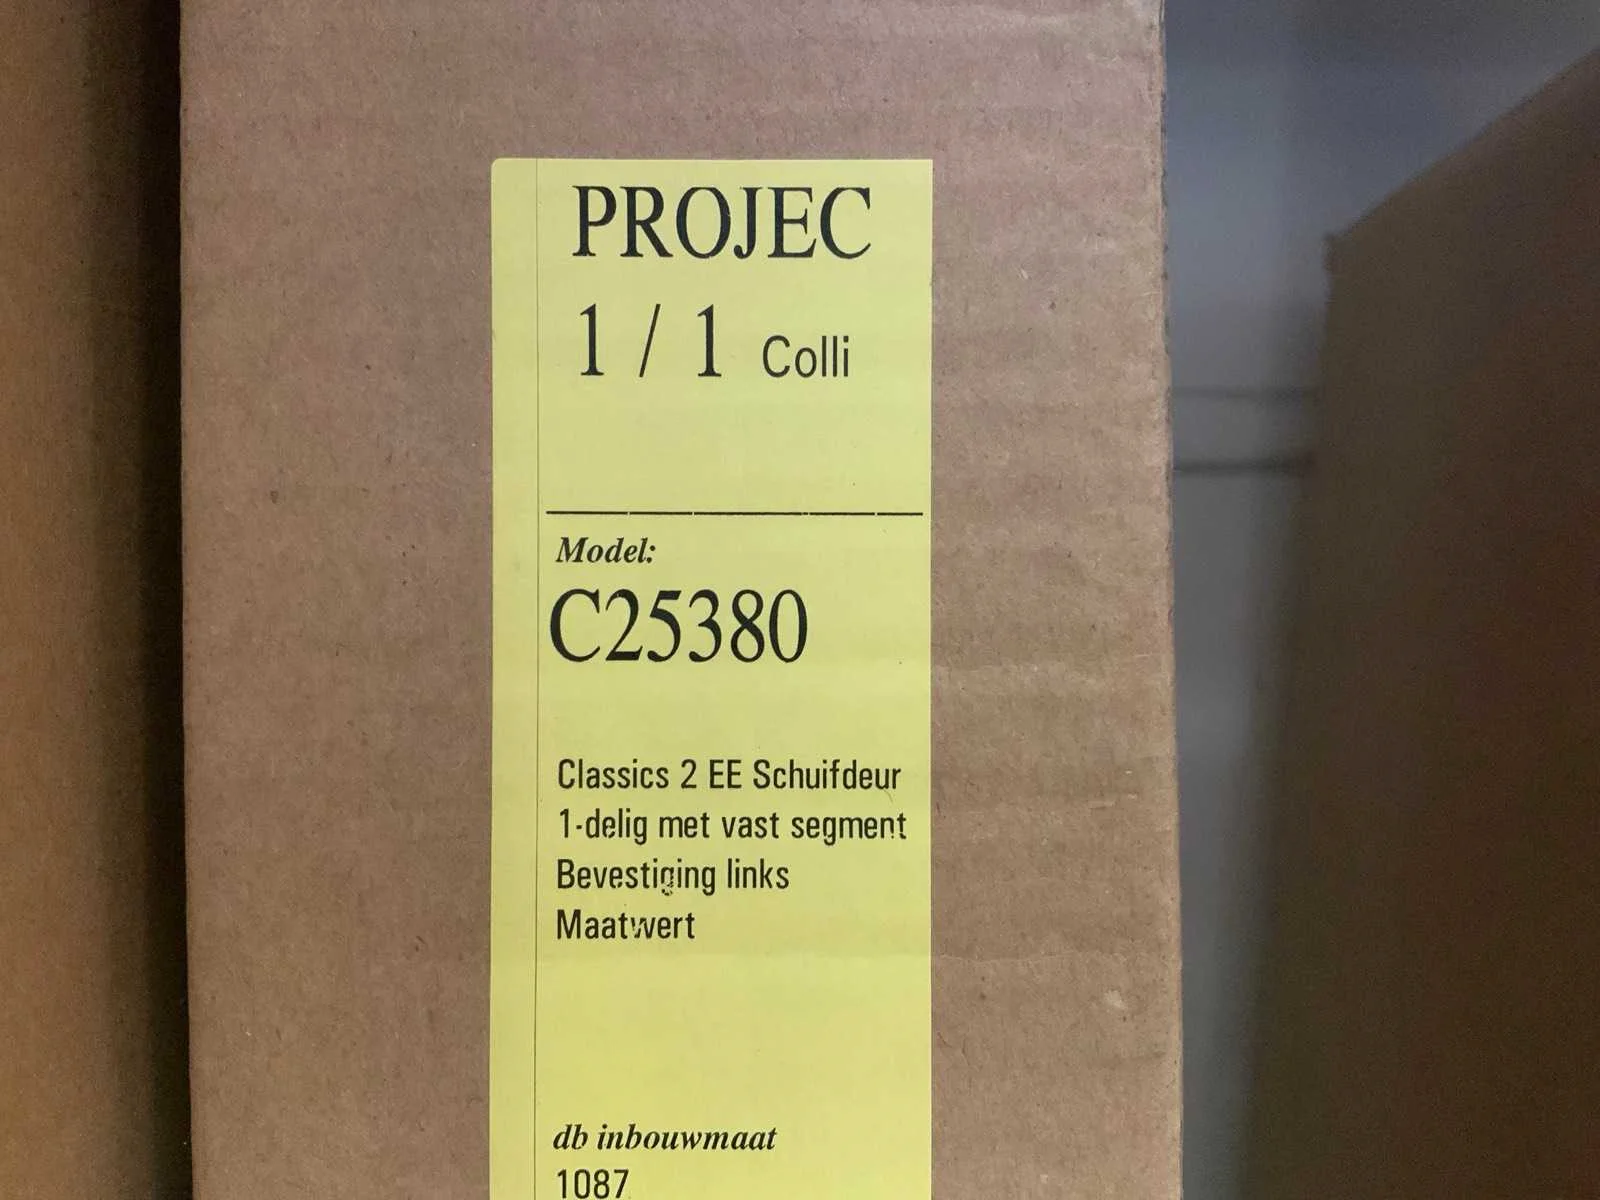 PROJEC
1 / 1 Colli
Model:
C25380
Classics 2 EE Schuifdeur
1-delig met vast segment
Bevestiging links
Maatwert
db inbouwmaat
1087